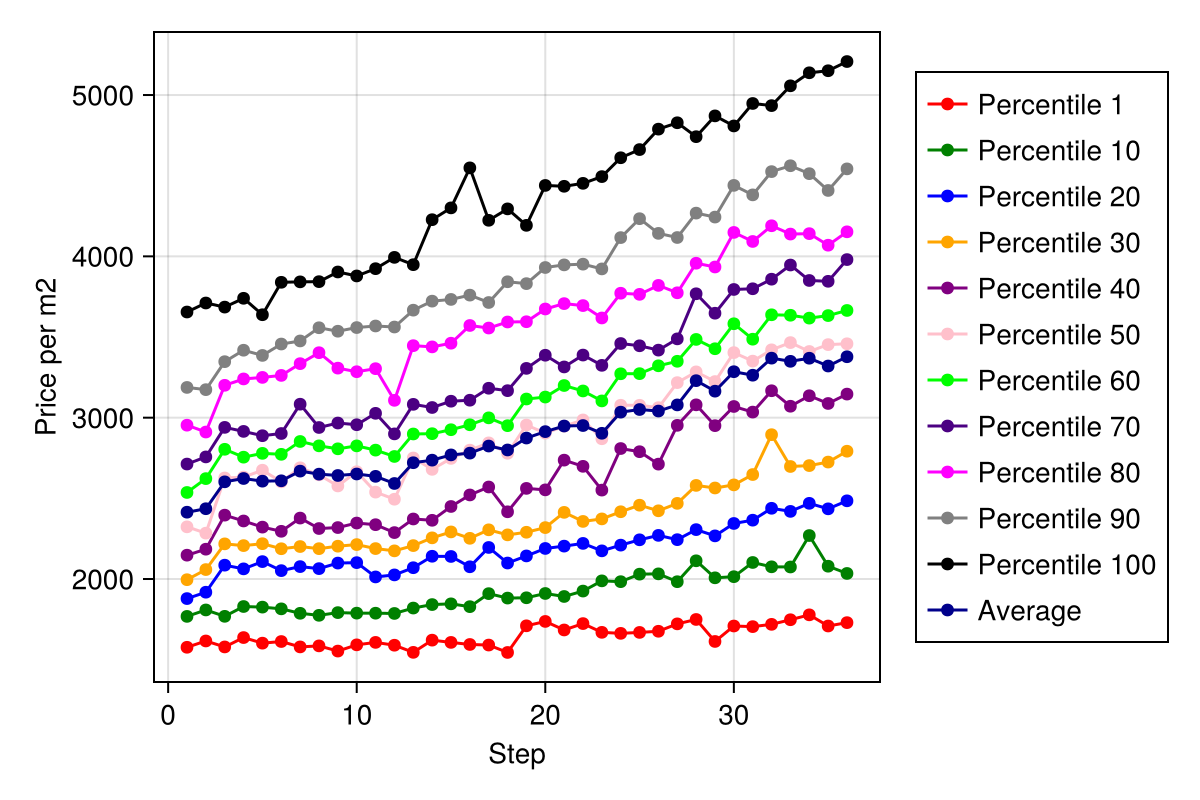 5000
4000
3000
2000
Price per m2
0
10
20
30
Step
Percentile 1
Percentile 10
Percentile 20
Percentile 30
Percentile 40
Percentile 50
Percentile 60
Percentile 70
Percentile 80
Percentile 90
Percentile 100
Average